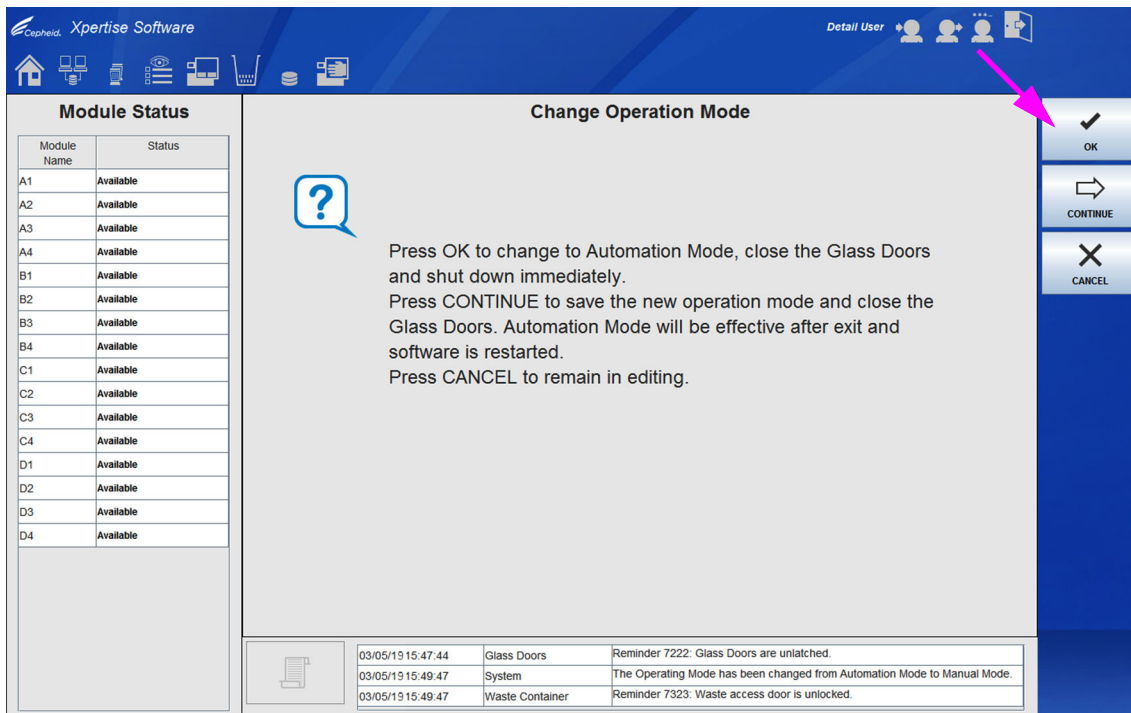 Cepheid. Xpertise Software
Detail User
Module Status
Module Name Status
A1 Available
A2 Available
A3 Available
A4 Available
B1 Available
B2 Available
B3 Available
B4 Available
C1 Available
C2 Available
C3 Available
C4 Available
D1 Available
D2 Available
D3 Available
D4 Available
Change Operation Mode
?
Press OK to change to Automation Mode, close the Glass Doors
and shut down immediately.
Press CONTINUE to save the new operation mode and close the
Glass Doors. Automation Mode will be effective after exit and
software is restarted.
Press CANCEL to remain in editing.
OK
CONTINUE
CANCEL
03/05/19 15:47:44 Glass Doors Reminder 7222: Glass Doors are unlatched.
03/05/19 15:49:47 System The Operating Mode has been changed from Automation Mode to Manual Mode.
03/05/19 15:49:47 Waste Container Reminder 7323: Waste access door is unlocked.